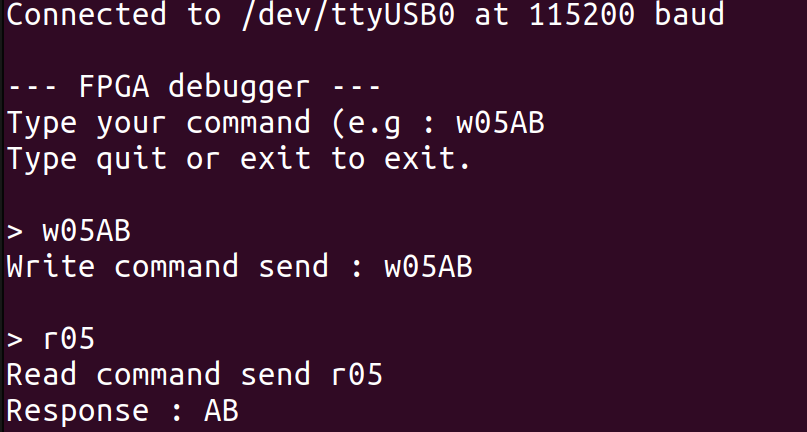 Connected to /dev/ttyUSB0 at 115200 baud
--- FPGA debugger ---
Type your command (e.g : w05AB
Type quit or exit to exit.
> w05AB
Write command send : w05AB
> r05
Read command send r05
Response : AB